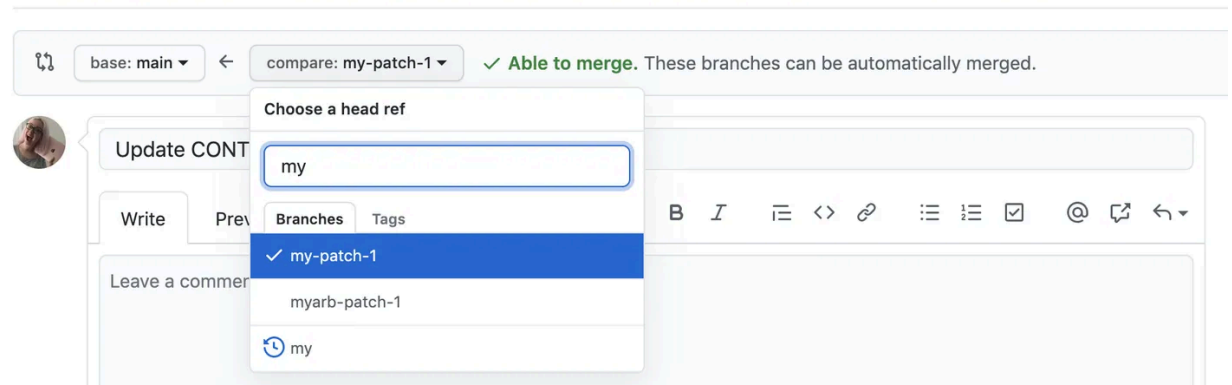 base: main compare: my-patch-1 Able to merge. These branches can be automatically merged.
Choose a head ref
Update CONT
my
Write Prev
Branches Tags
my-patch-1
Leave a commer
myarb-patch-1
my